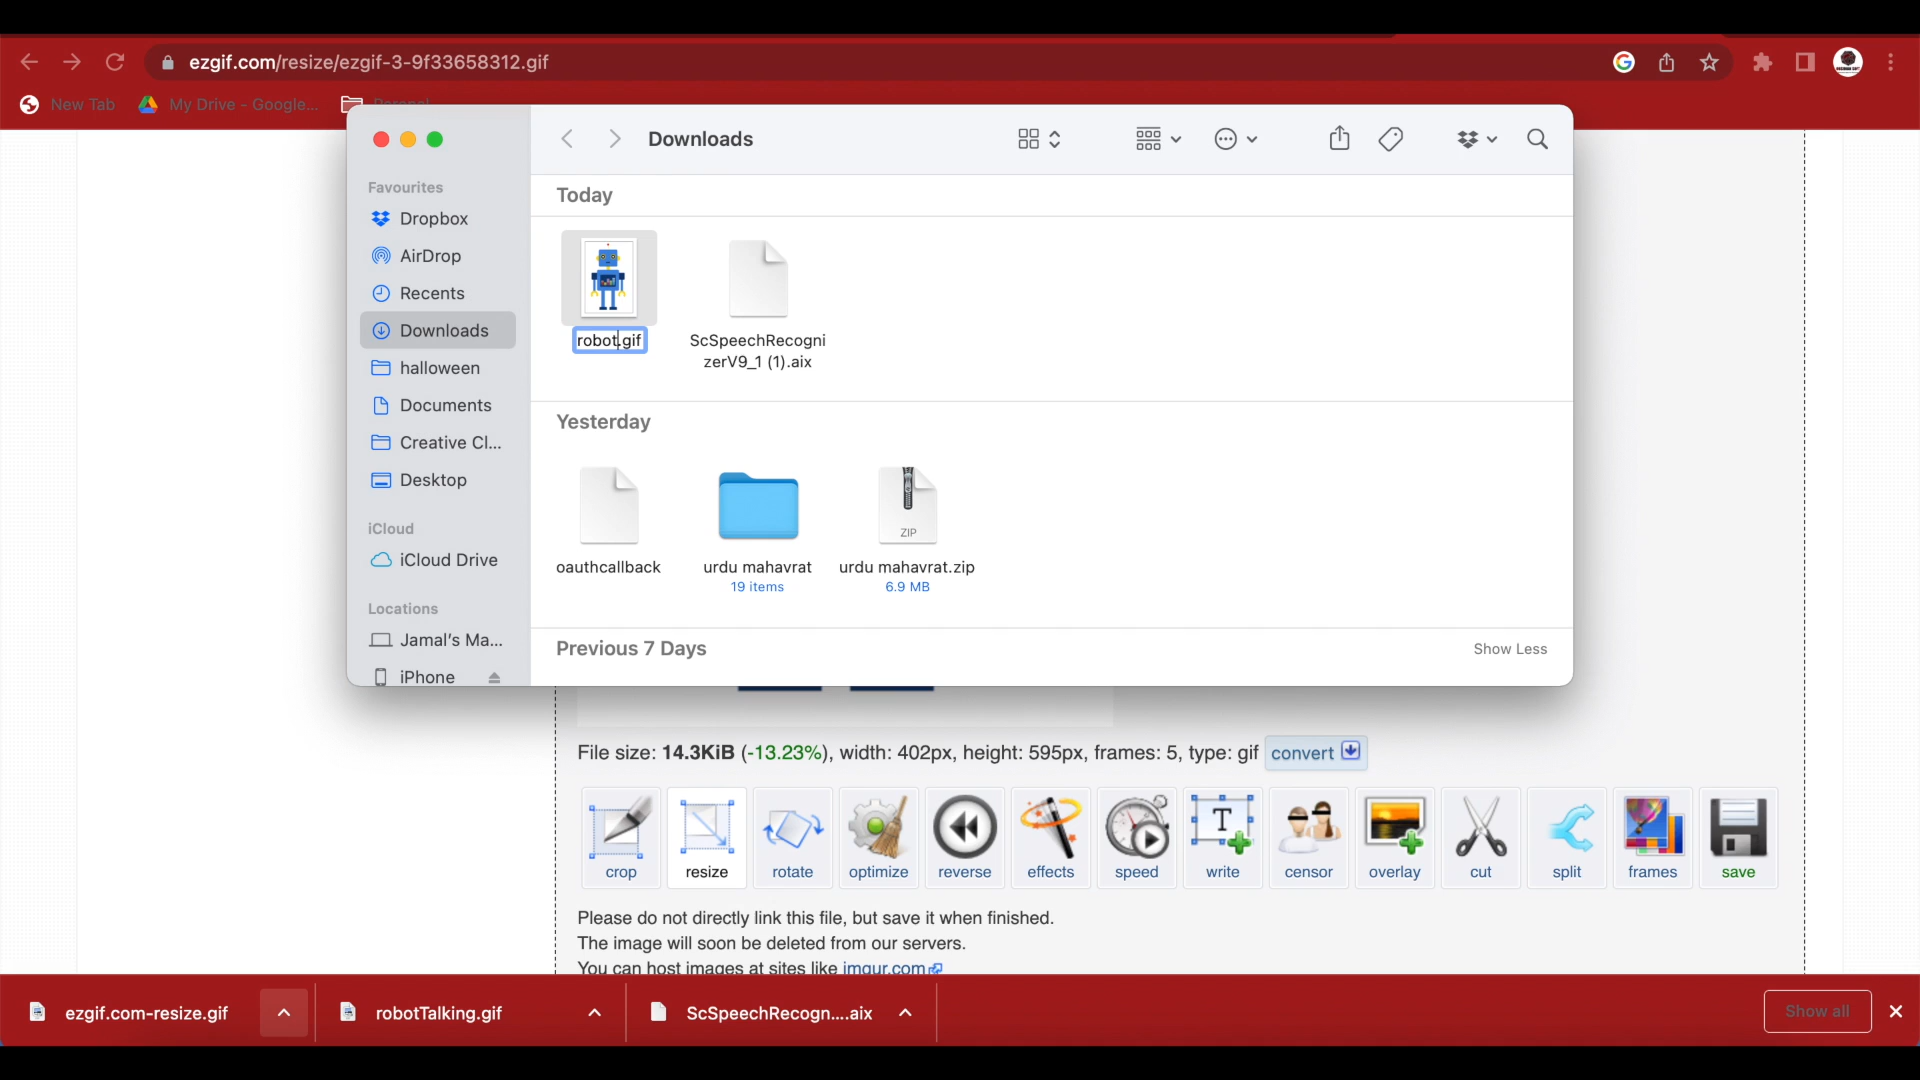 ezgif.com/resize/ezgif-3-9f33658312.gif
New Tab
My Drive - Google...
Downloads
Favourites
Dropbox
AirDrop
Recents
Downloads
halloween
Documents
Creative Cl...
Desktop
iCloud
iCloud Drive
Locations
Jamal's Ma...
iPhone
Today
robot.gif
ScSpeechRecogni
zerV9_1 (1).aix
Yesterday
oauthcallback
urdu mahavrat
19 items
ZIP
urdu mahavrat.zip
6.9 MB
Previous 7 Days
Show Less
File size: 14.3KiB (-13.23%), width: 402px, height: 595px, frames: 5, type: gif convert
crop
resize
rotate
optimize
reverse
effects
speed
T
write
censor
overlay
cut
split
frames
save
Please do not directly link this file, but save it when finished.
The image will soon be deleted from our servers.
You can host images at sites like imgur.com
ezgif.com-resize.gif
robotTalking.gif
ScSpeechRecogn....aix
Show all